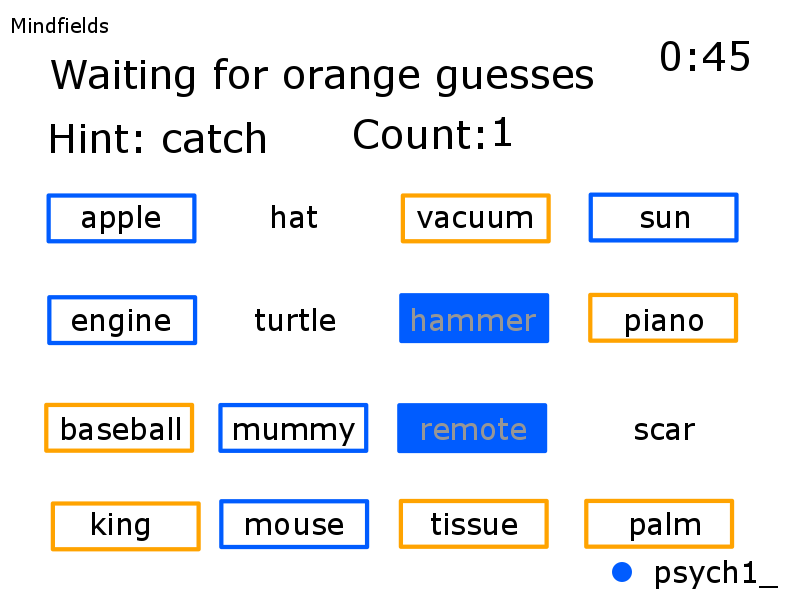 Mindfields
Waiting for orange guesses
0:45
Hint: catch
Count:1
apple
hat
vacuum
sun
engine
turtle
hammer
piano
baseball
mummy
remote
scar
king
mouse
tissue
palm
psych1_